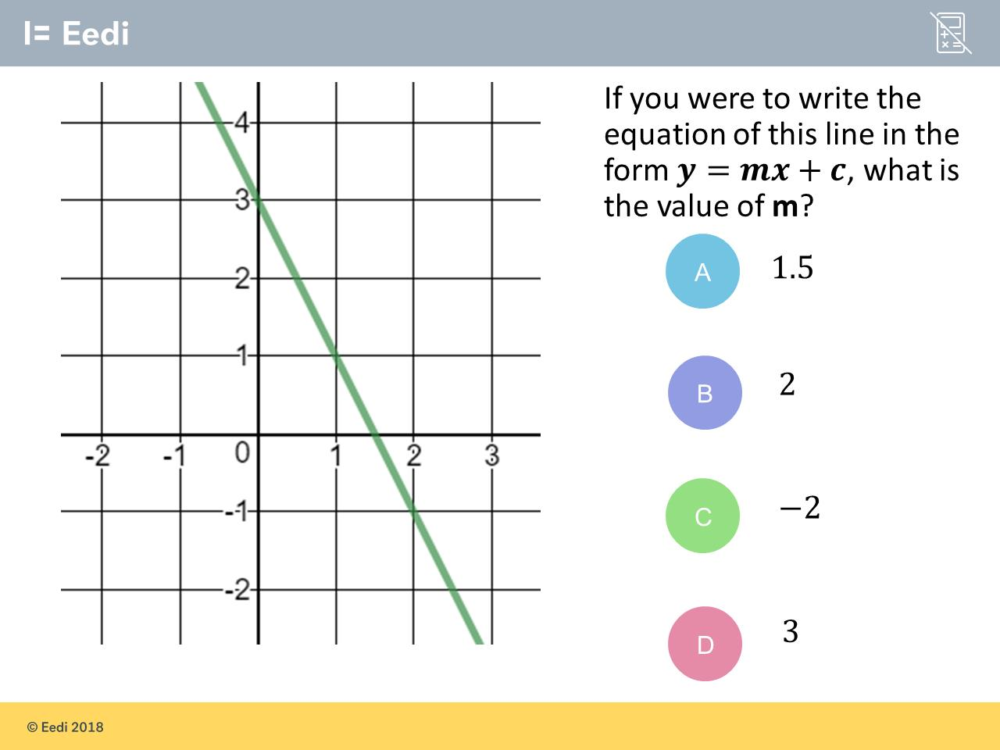 Eedi
If you were to write the
equation of this line in the
form y = mx + c, what is
the value of m?
4
3
2
1
-2 -1 0 1 2 3
-1
-2
A 1.5
B 2
C −2
D 3
© Eedi 2018